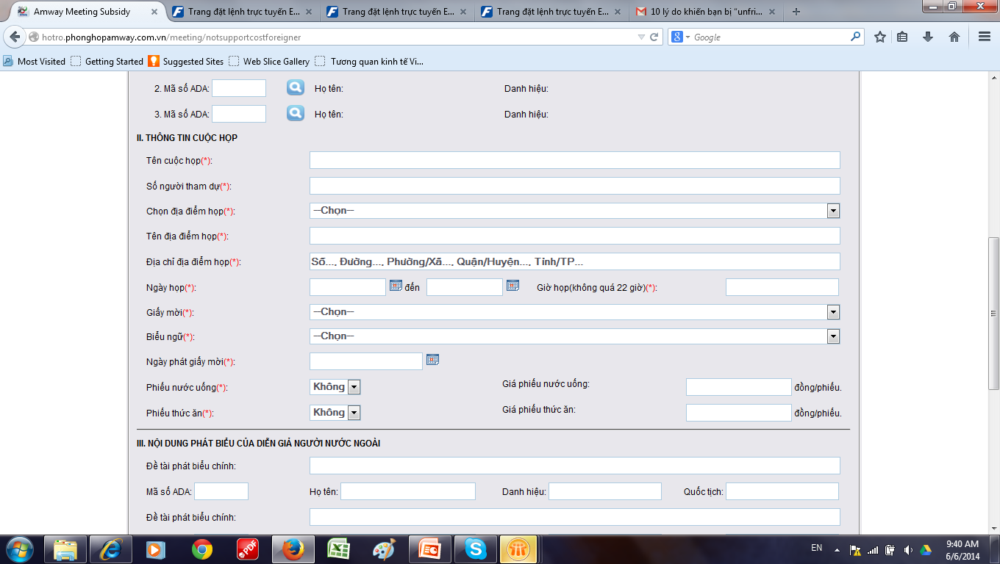 Amway Meeting Subsidy
Trang đặt lệnh trực tuyến E...
Trang đặt lệnh trực tuyến E...
Trang đặt lệnh trực tuyến E...
10 lý do khiến bạn bị “unfri...
hotro.phonghopamway.com.vn/meeting/notsupportcostforeigner
Google
Most Visited Getting Started Suggested Sites Web Slice Gallery Tương quan kinh tế Vi...
2. Mã số ADA: Họ tên: Danh hiệu:
3. Mã số ADA: Họ tên: Danh hiệu:
II. THÔNG TIN CUỘC HỌP
Tên cuộc họp(*):
Số người tham dự(*):
Chọn địa điểm họp(*): --Chọn--
Tên địa điểm họp(*):
Địa chỉ địa điểm họp(*): Số..., Đường..., Phường/Xã..., Quận/Huyện..., Tỉnh/TP...
Ngày họp(*): đến Giờ họp(không quá 22 giờ)(*):
Giấy mời(*): --Chọn--
Biểu ngữ(*): --Chọn--
Ngày phát giấy mời(*):
Phiếu nước uống(*): Không Giá phiếu nước uống: đồng/phiếu.
Phiếu thức ăn(*): Không Giá phiếu thức ăn: đồng/phiếu.
III. NỘI DUNG PHÁT BIỂU CỦA DIỄN GIẢ NGƯỜI NƯỚC NGOÀI
Đề tài phát biểu chính:
Mã số ADA: Họ tên: Danh hiệu: Quốc tịch:
Đề tài phát biểu chính:
EN
9:40 AM
6/6/2014